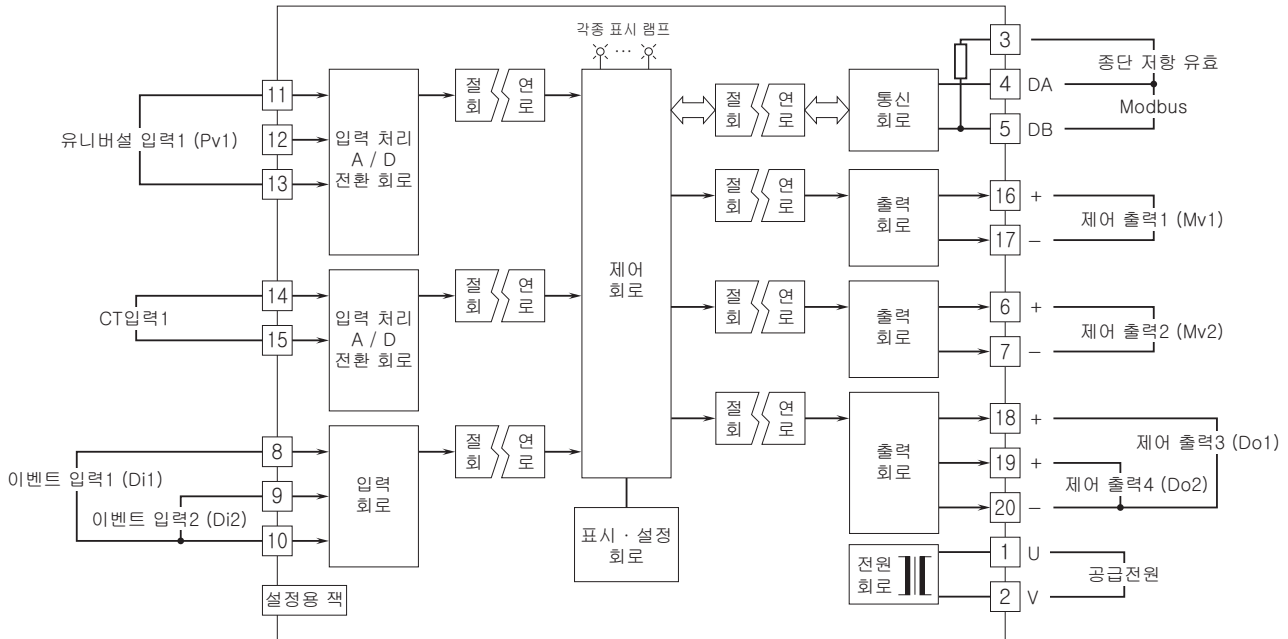 각종 표시 램프
···
11
12
13
유니버설 입력1 (Pv1)
입력 처리
A / D
전환 회로
절 연
회 로
14
15
CT입력1
입력 처리
A / D
전환 회로
절 연
회 로
8
9
10
이벤트 입력1 (Di1)
이벤트 입력2 (Di2)
입력
회로
절 연
회 로
설정용 잭
제어
회로
표시 · 설정
회로
절 연
회 로
통신
회로
3
4 DA
5 DB
종단 저항 유효
Modbus
절 연
회 로
출력
회로
16 +
17 −
제어 출력1 (Mv1)
절 연
회 로
출력
회로
6 +
7 −
제어 출력2 (Mv2)
절 연
회 로
출력
회로
18 +
19 +
20 −
제어 출력3 (Do1)
제어 출력4 (Do2)
전원
회로
1 U
2 V
공급전원